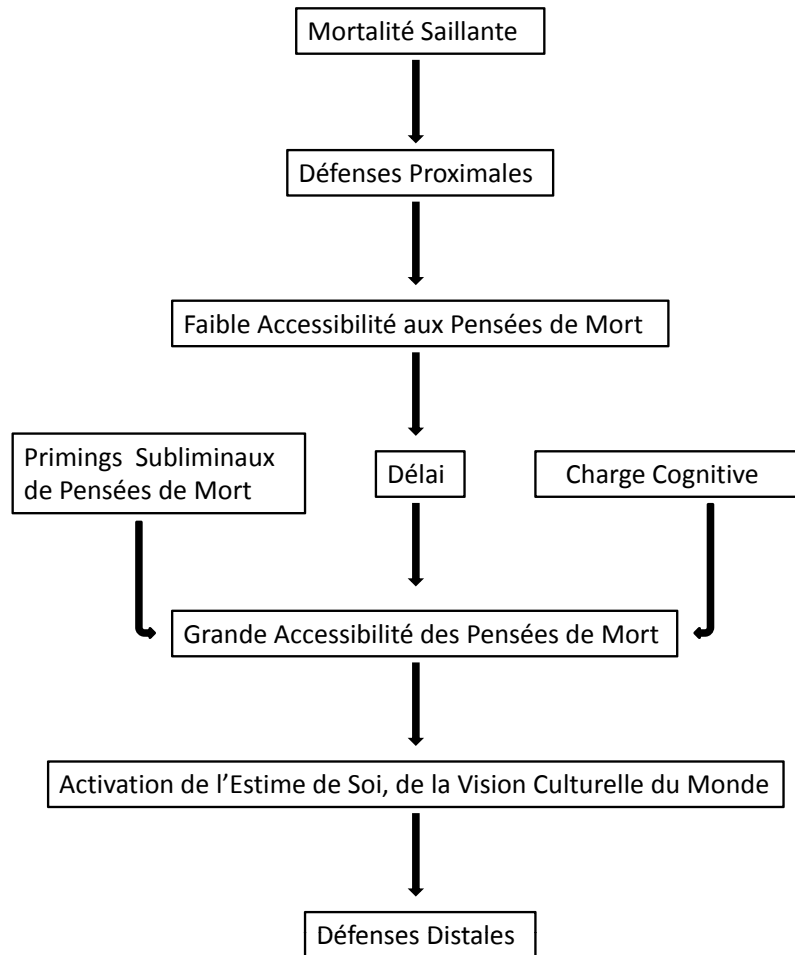 Mortalité Saillante
Défenses Proximales
Faible Accessibilité aux Pensées de Mort
Primings Subliminaux
de Pensées de Mort
Délai
Charge Cognitive
Grande Accessibilité des Pensées de Mort
Activation de l’Estime de Soi, de la Vision Culturelle du Monde
Défenses Distales